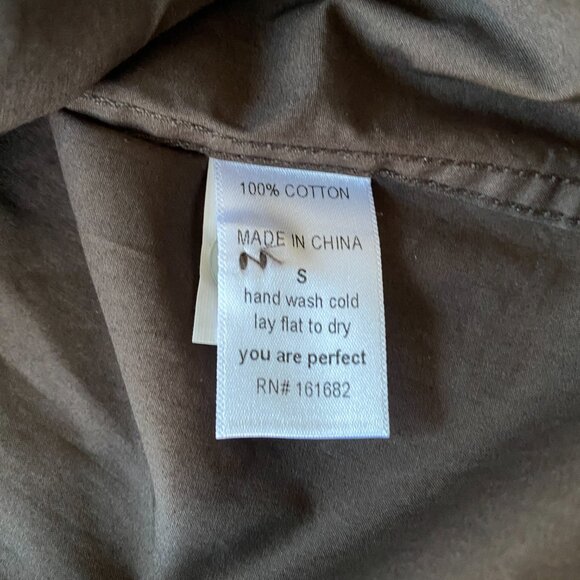 100% COTTON
MADE IN CHINA
S
hand wash cold
lay flat to dry
you are perfect
RN# 161682